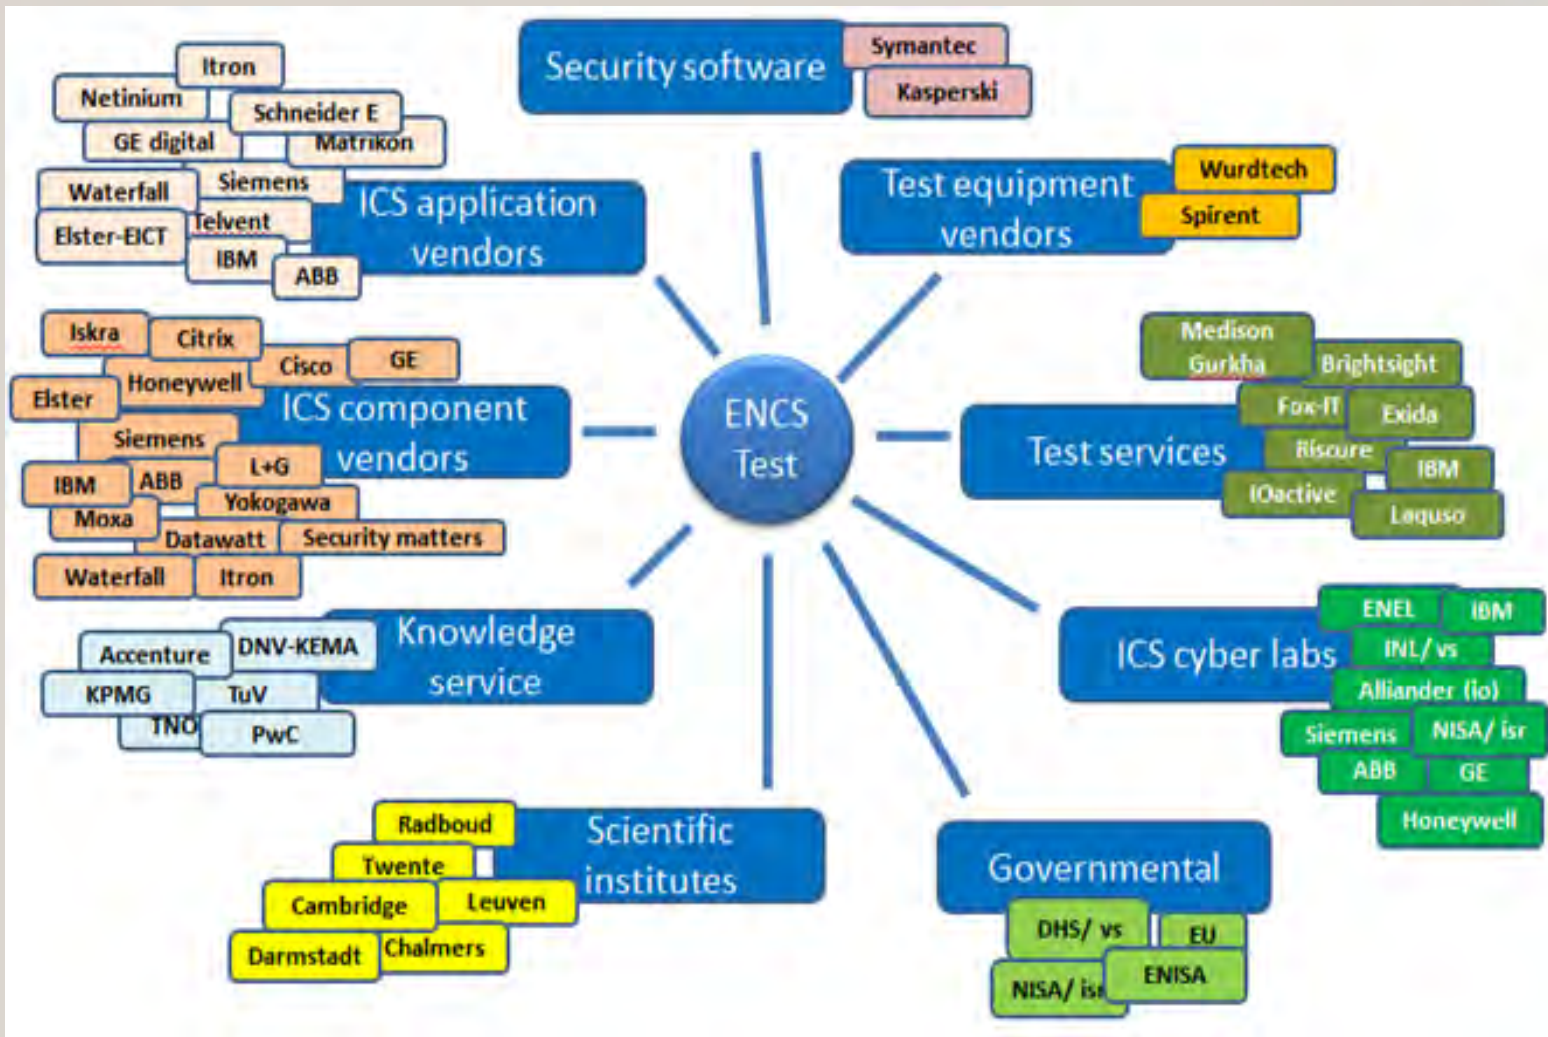 Security software
Symantec
Kasperski
Itron
Netinium
Schneider E
GE digital
Matrikon
Siemens
Waterfall
Telvent
Elster-EICT
IBM
ABB
ICS application
vendors
Test equipment
vendors
Wurdtech
Spirent
Iskra
Citrix
Cisco
GE
Honeywell
Elster
Siemens
L+G
IBM
ABB
Yokogawa
Moxa
Datawatt
Security matters
Waterfall
Itron
ICS component
vendors
ENCS
Test
Test services
Medison
Gurkha
Brightsight
Fox-IT
Exida
Riscure
IBM
IOactive
Laquso
Knowledge
service
DNV-KEMA
Accenture
KPMG
TuV
TNO
PwC
ICS cyber labs
ENEL
IBM
INL/ vs
Alliander (io)
Siemens
NISA/ isr
ABB
GE
Honeywell
Scientific
institutes
Radboud
Twente
Cambridge
Leuven
Darmstadt
Chalmers
Governmental
DHS/ vs
EU
ENISA
NISA/ isr